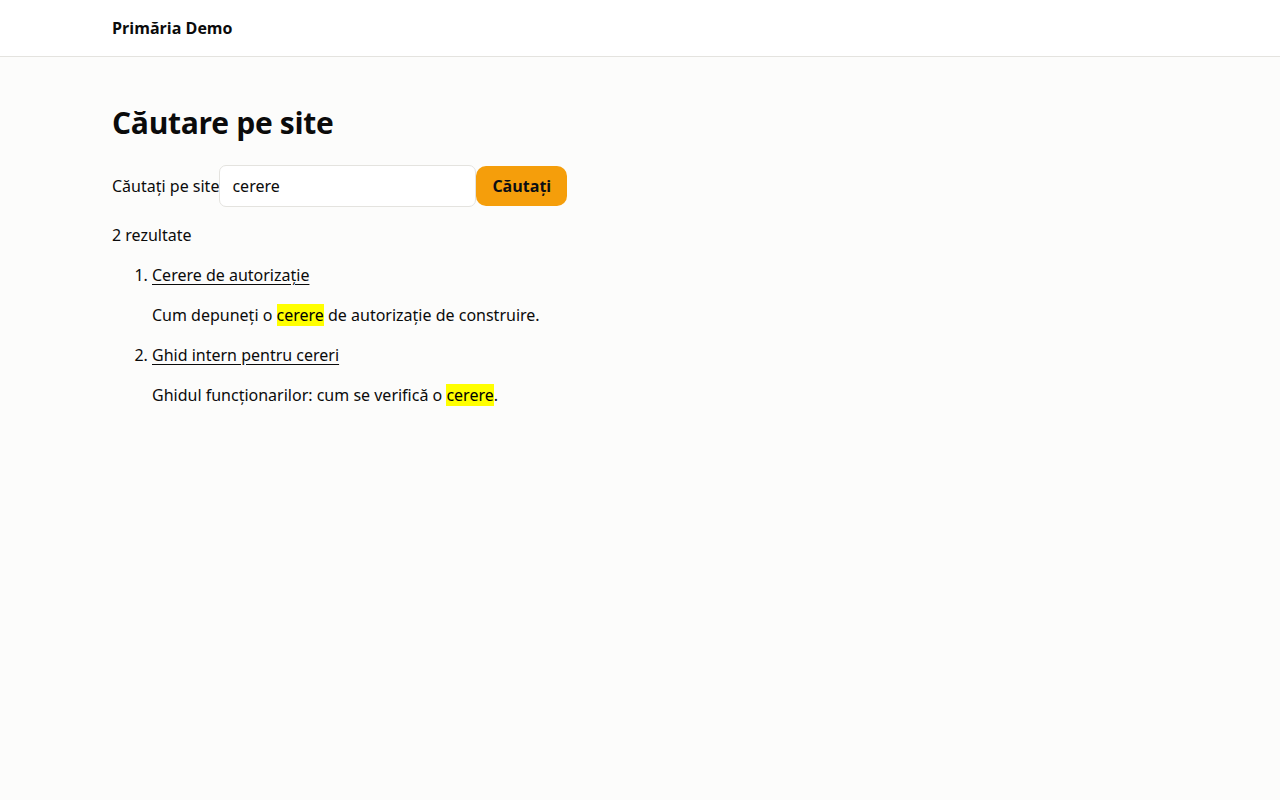 Primăria Demo
Căutare pe site
Căutați pe site cerere Căutați
2 rezultate
1. Cerere de autorizație
Cum depuneți o cerere de autorizație de construire.
2. Ghid intern pentru cereri
Ghidul funcționarilor: cum se verifică o cerere.